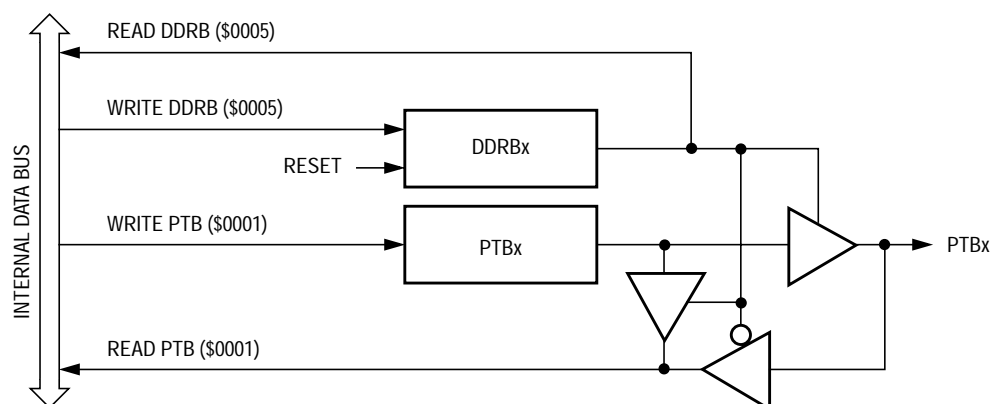 READ DDRB ($0005)
WRITE DDRB ($0005)
DDRBx
RESET
INTERNAL DATA BUS
WRITE PTB ($0001)
PTBx
PTBx
READ PTB ($0001)